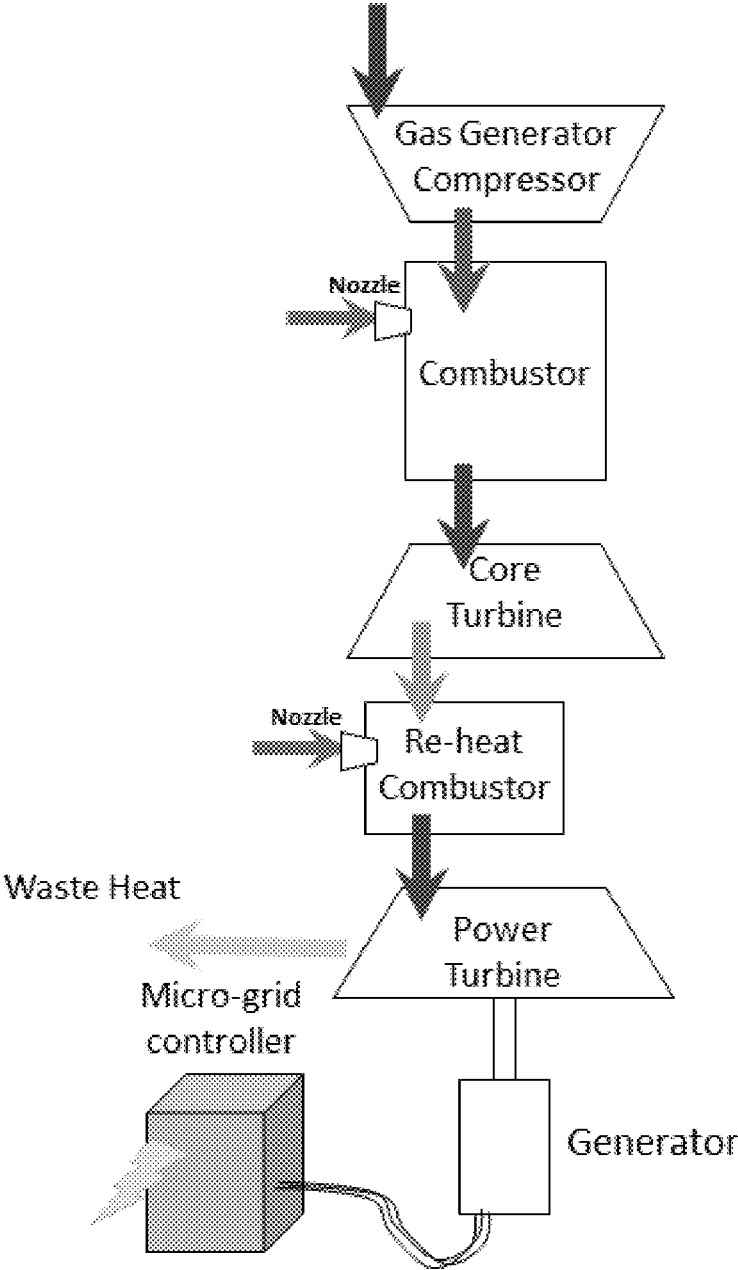 Gas Generator
Compressor
Nozzle
Combustor
Core
Turbine
Nozzle
Re-heat
Combustor
Waste Heat
Power
Turbine
Micro-grid
controller
Generator